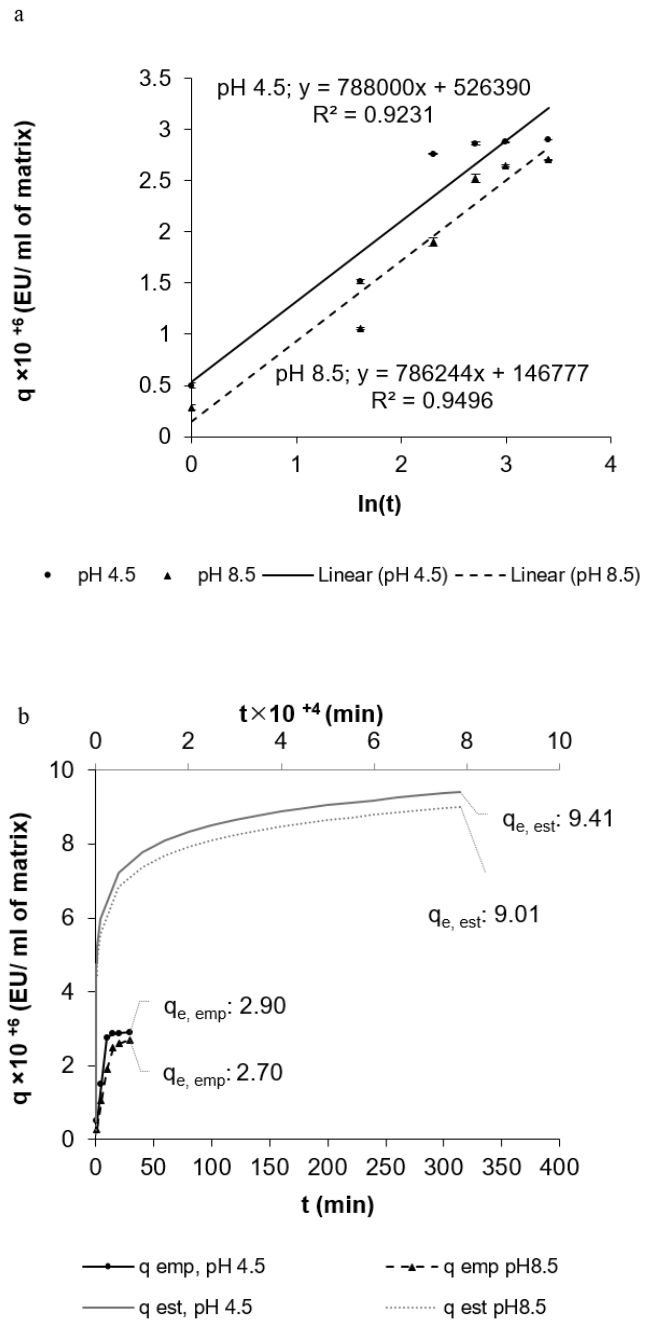 a
pH 4.5; y = 788000x + 526390
R² = 0.9231
3.5
3
2.5
2
1.5
1
0.5
0
q ×10 +6 (EU/ ml of matrix)
pH 8.5; y = 786244x + 146777
R² = 0.9496
0 1 2 3 4
ln(t)
pH 4.5 pH 8.5 Linear (pH 4.5) Linear (pH 8.5)
b
t×10 +4 (min)
0 2 4 6 8 10
10
8
6
4
2
0
q ×10 +6 (EU/ ml of matrix)
qe, est: 9.41
qe, est: 9.01
qe, emp: 2.90
qe, emp: 2.70
0 50 100 150 200 250 300 350 400
t (min)
q emp, pH 4.5 q emp pH8.5
q est, pH 4.5 q est pH8.5